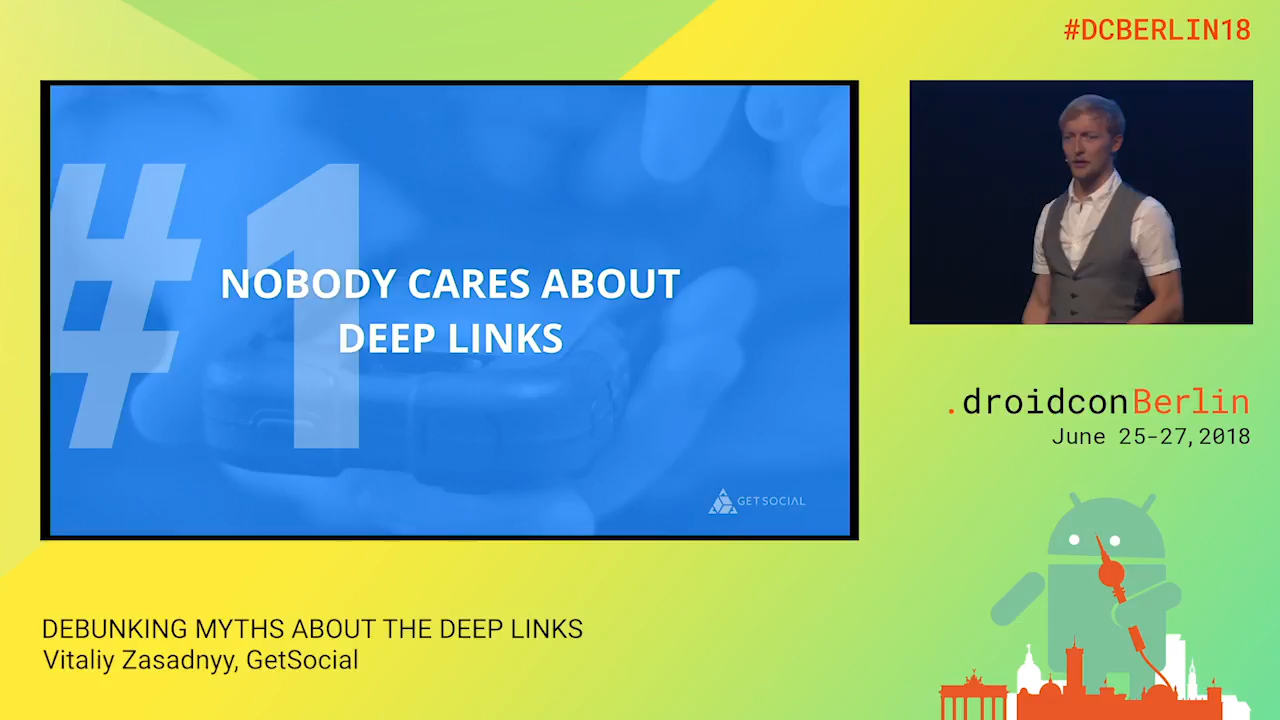 #DCBERLIN18
#1
NOBODY CARES ABOUT
DEEP LINKS
GETSOCIAL
.droidconBerlin
June 25-27, 2018
DEBUNKING MYTHS ABOUT THE DEEP LINKS
Vitaliy Zasadnyy, GetSocial